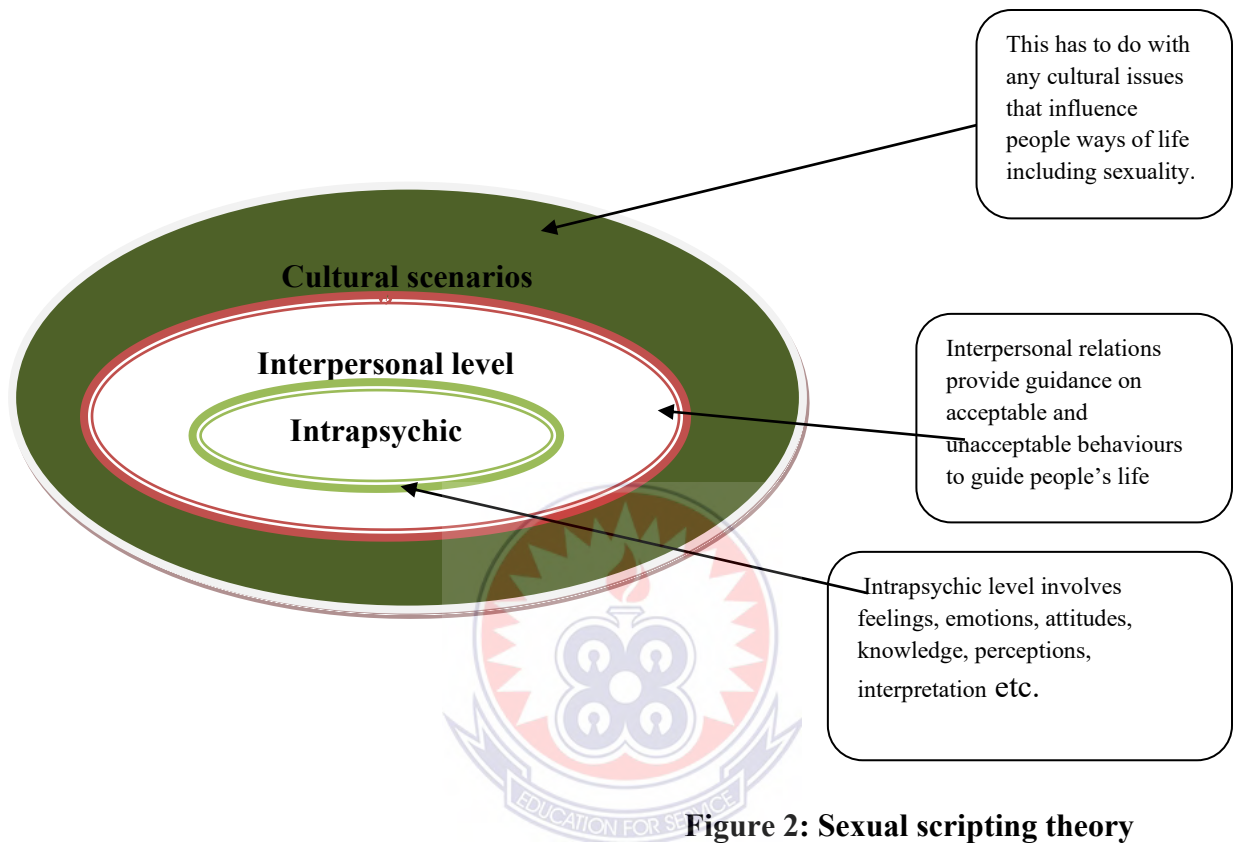 This has to do with
any cultural issues
that influence
people ways of life
including sexuality.
Cultural scenarios
Interpersonal level
Intrapsychic
Interpersonal relations
provide guidance on
acceptable and
unacceptable behaviours
to guide people's life
Intrapsychic level involves
feelings, emotions, attitudes,
knowledge, perceptions,
interpretation etc.
EDUCATION FOR SERVICE
Figure 2: Sexual scripting theory